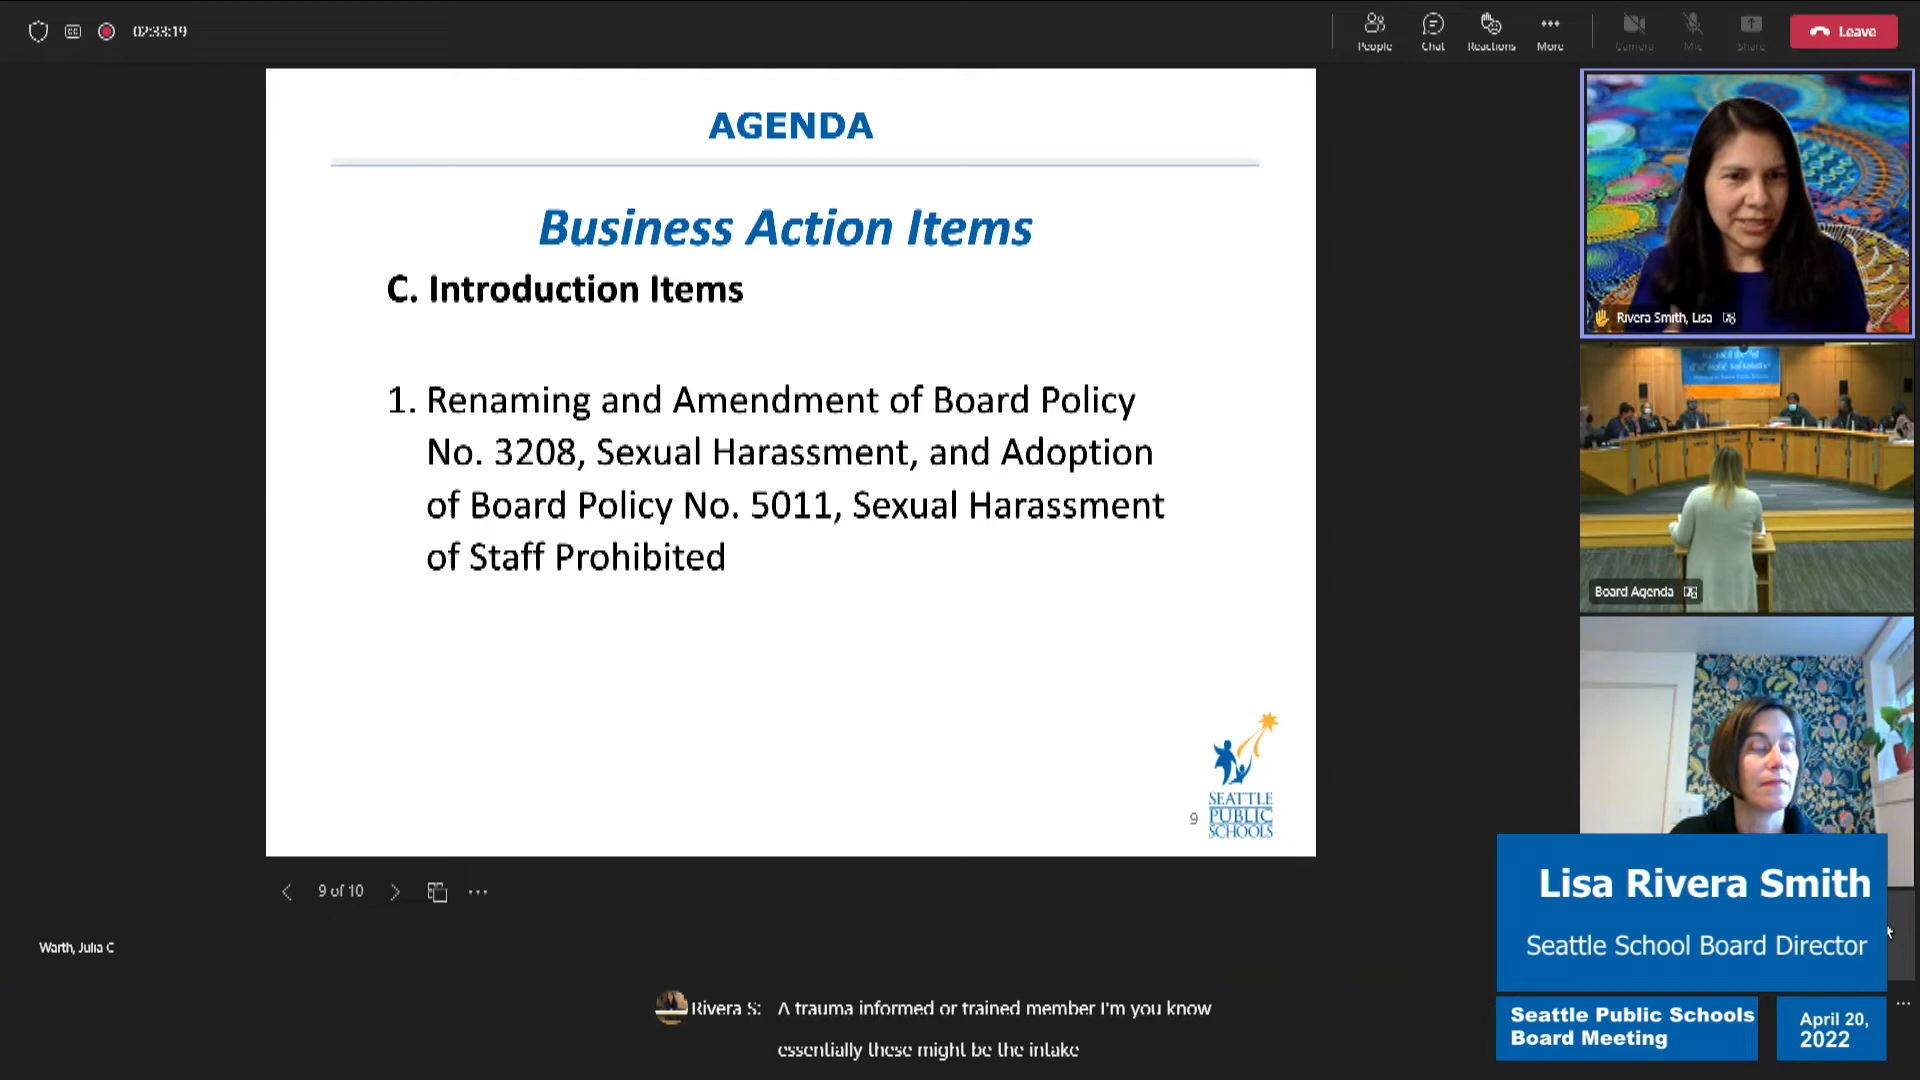 02:33:19
People
Chat
Reactions
More
Camera
Mic
Share
Leave
AGENDA
Business Action Items
C. Introduction Items
1. Renaming and Amendment of Board Policy
No. 3208, Sexual Harassment, and Adoption
of Board Policy No. 5011, Sexual Harassment
of Staff Prohibited
9
SEATTLE
PUBLIC
SCHOOLS
9 of 10
Warth, Julia C
Rivera Smith, Lisa
Board Agenda
Lisa Rivera Smith
Seattle School Board Director
Seattle Public Schools
Board Meeting
April 20,
2022
Rivera S: A trauma informed or trained member I'm you know
essentially these might be the intake